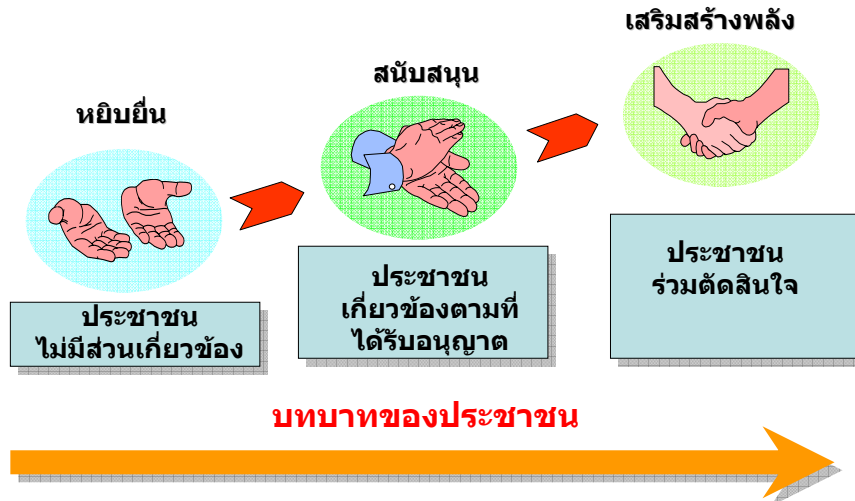 หยิบยื่น
สนับสนุน
เสริมสร้างพลัง
ประชาชน
ไม่มีส่วนเกี่ยวข้อง
ประชาชน
เกี่ยวข้องตามที่
ได้รับอนุญาต
ประชาชน
ร่วมตัดสินใจ
บทบาทของประชาชน